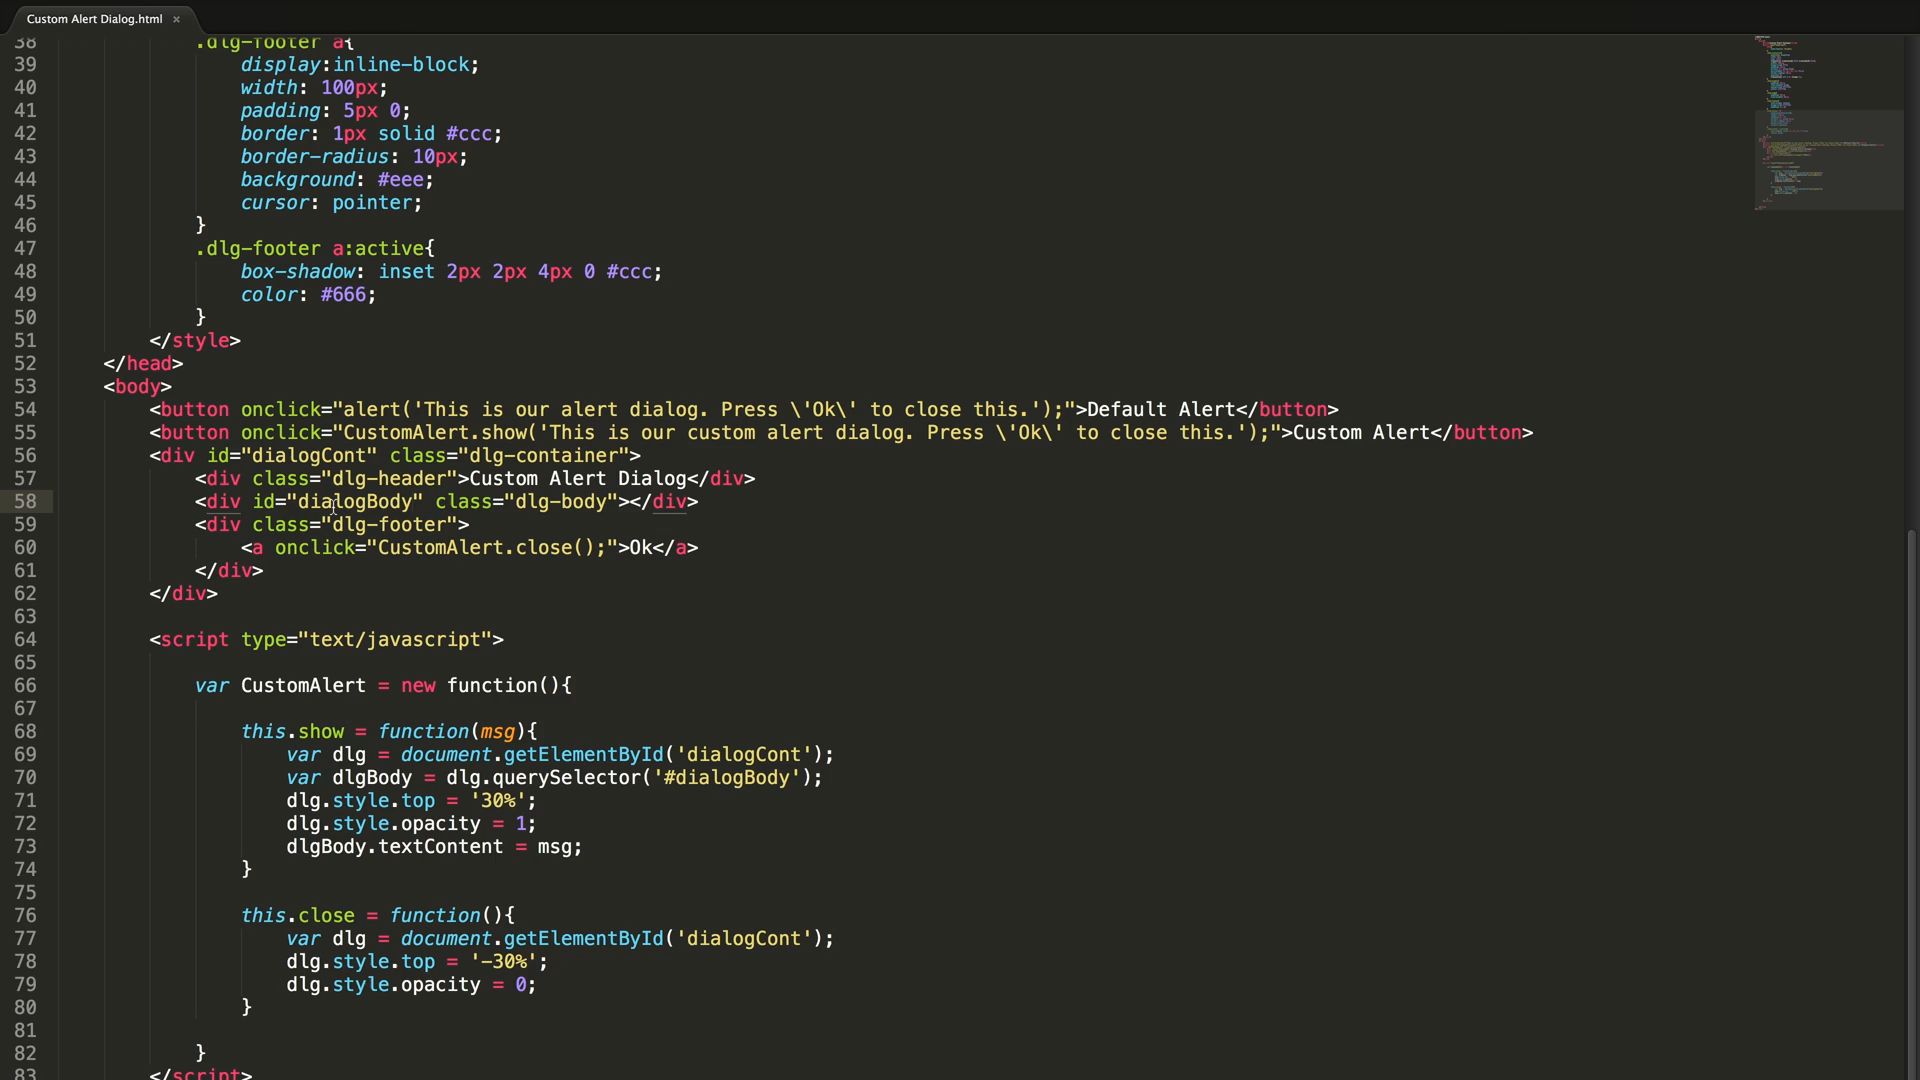 Custom Alert Dialog.html ×
38 .dlg-footer a{
39 display:inline-block;
40 width: 100px;
41 padding: 5px 0;
42 border: 1px solid #ccc;
43 border-radius: 10px;
44 background: #eee;
45 cursor: pointer;
46 }
47 .dlg-footer a:active{
48 box-shadow: inset 2px 2px 4px 0 #ccc;
49 color: #666;
50 }
51 </style>
52 </head>
53 <body>
54 <button onclick="alert('This is our alert dialog. Press \'Ok\' to close this.');">Default Alert</button>
55 <button onclick="CustomAlert.show('This is our custom alert dialog. Press \'Ok\' to close this.');">Custom Alert</button>
56 <div id="dialogCont" class="dlg-container">
57 <div class="dlg-header">Custom Alert Dialog</div>
58 <div id="dialogBody" class="dlg-body"></div>
59 <div class="dlg-footer">
60 <a onclick="CustomAlert.close();">Ok</a>
61 </div>
62 </div>
63
64 <script type="text/javascript">
65
66 var CustomAlert = new function(){
67
68 this.show = function(msg){
69 var dlg = document.getElementById('dialogCont');
70 var dlgBody = dlg.querySelector('#dialogBody');
71 dlg.style.top = '30%';
72 dlg.style.opacity = 1;
73 dlgBody.textContent = msg;
74 }
75
76 this.close = function(){
77 var dlg = document.getElementById('dialogCont');
78 dlg.style.top = '-30%';
79 dlg.style.opacity = 0;
80 }
81
82 }
83 </script>